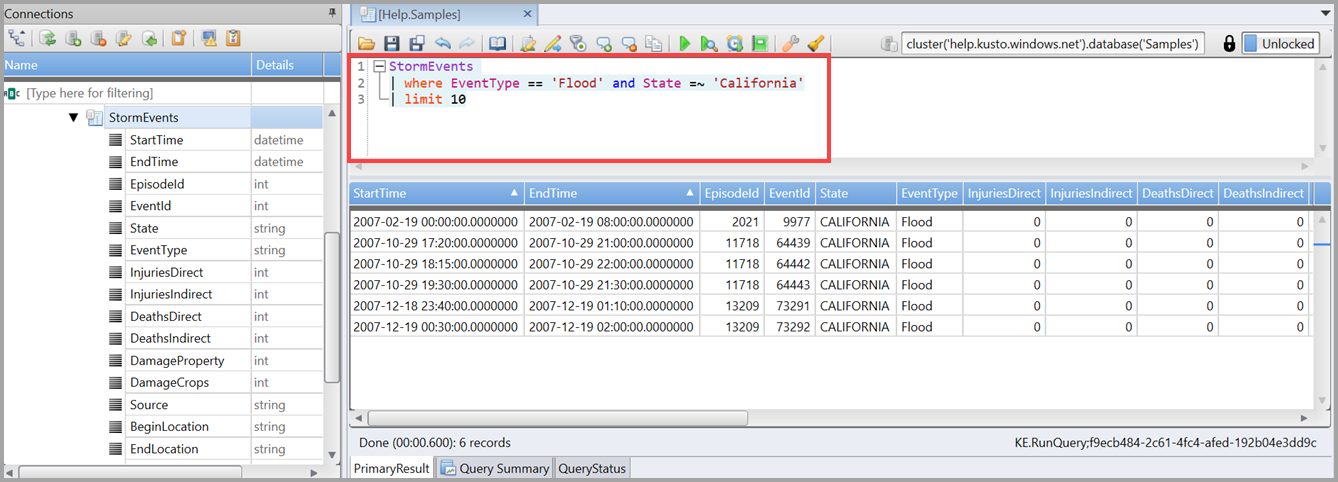 Connections
Name Details
[Type here for filtering]
StormEvents
StartTime datetime
EndTime datetime
EpisodeId int
EventId int
State string
EventType string
InjuriesDirect int
InjuriesIndirect int
DeathsDirect int
DeathsIndirect int
DamageProperty int
DamageCrops int
Source string
BeginLocation string
EndLocation string
[Help.Samples]
cluster('help.kusto.windows.net').database('Samples') Unlocked
1 StormEvents
2 | where EventType == 'Flood' and State =~ 'California'
3 | limit 10
StartTime EndTime EpisodeId EventId State EventType InjuriesDirect InjuriesIndirect DeathsDirect DeathsIndirect
2007-02-19 00:00:00.0000000 2007-02-19 08:00:00.0000000 2021 9977 CALIFORNIA Flood 0 0 0 0
2007-10-29 17:20:00.0000000 2007-10-29 21:00:00.0000000 11718 64439 CALIFORNIA Flood 0 0 0 0
2007-10-29 18:15:00.0000000 2007-10-29 22:00:00.0000000 11718 64442 CALIFORNIA Flood 0 0 0 0
2007-10-29 19:30:00.0000000 2007-10-29 21:30:00.0000000 11718 64443 CALIFORNIA Flood 0 0 0 0
2007-12-18 23:40:00.0000000 2007-12-19 01:10:00.0000000 13209 73291 CALIFORNIA Flood 0 0 0 0
2007-12-19 00:30:00.0000000 2007-12-19 02:00:00.0000000 13209 73292 CALIFORNIA Flood 0 0 0 0
Done (00:00.600): 6 records KE.RunQuery;f9ecb484-2c61-4fc4-afed-192b04e3dd9c
PrimaryResult Query Summary QueryStatus